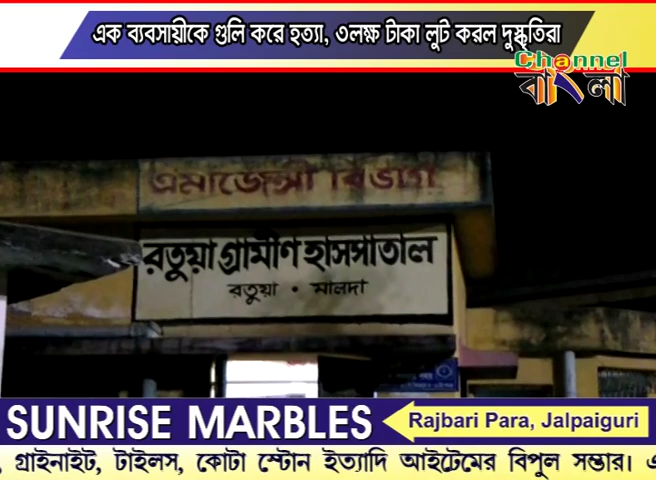 এক ব্যবসায়ীকে গুলি করে হত্যা, ৩লক্ষ টাকা লুট করল দুস্কৃতিরা
Channel
বাংলা
এমার্জেন্সী বিভাগ
রতুয়া গ্রামীণ হাসপাতাল
রতুয়া • মালদা
SUNRISE MARBLES
Rajbari Para, Jalpaiguri
, গ্রাইনাইট, টাইলস, কোটা স্টোন ইত্যাদি আইটেমের বিপুল সম্ভার। এ